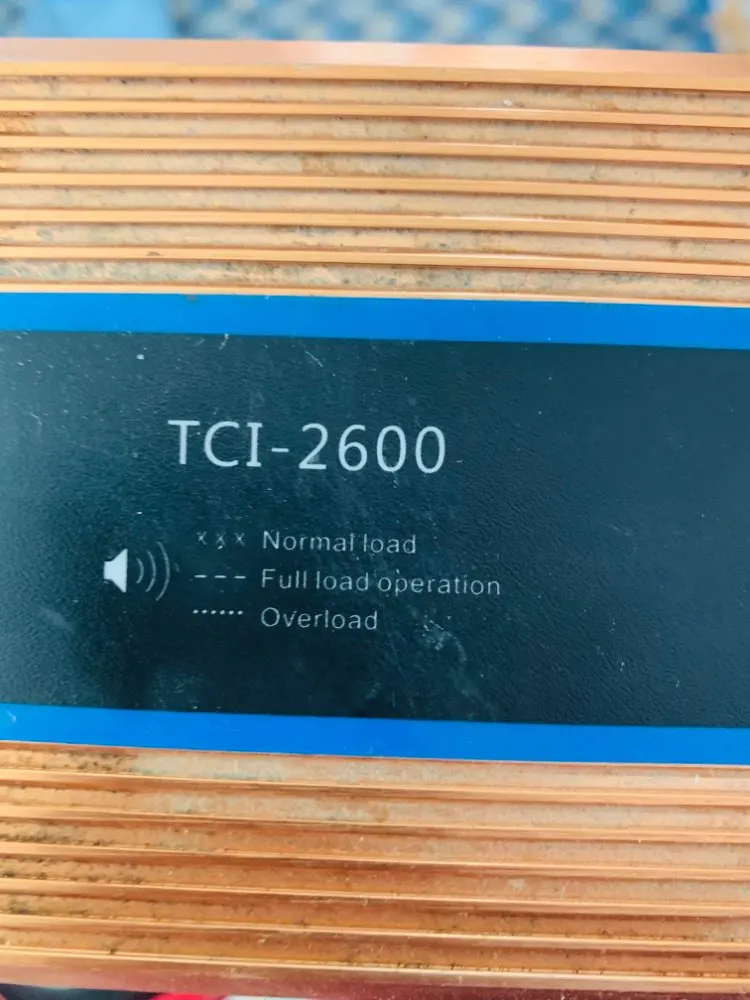 TCI-2600
x x x Normal load
--- Full load operation
...... Overload